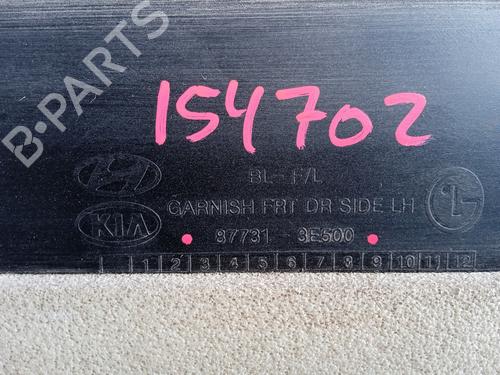 B-PARTS
154702
BL-F/L
KIA
GARNISH FRT DR SIDE LH
LG
87731 - 3E500
1 2 3 4 5 6 7 8 9 10 11 12